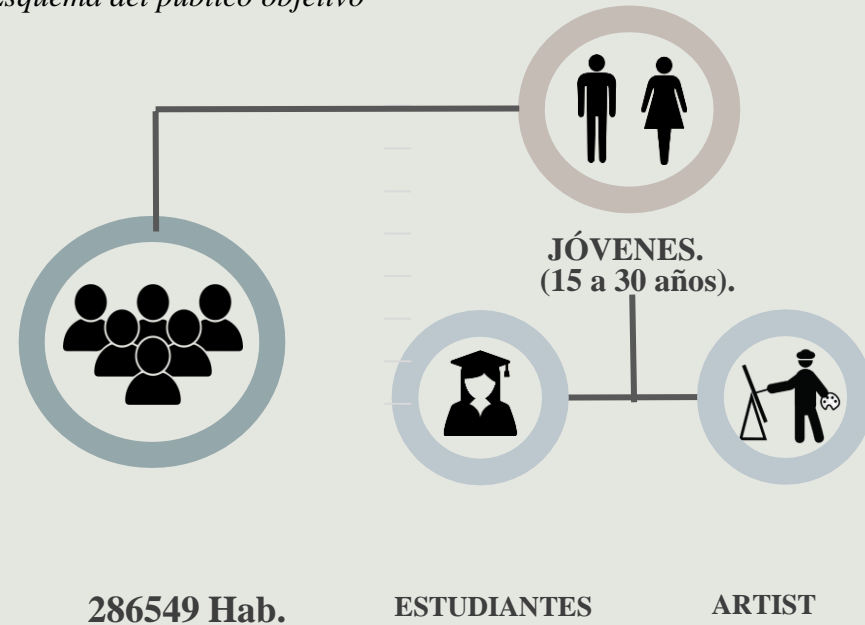 squema del público objetivo
JÓVENES.
(15 a 30 años).
286549 Hab.
ESTUDIANTES
ARTIST